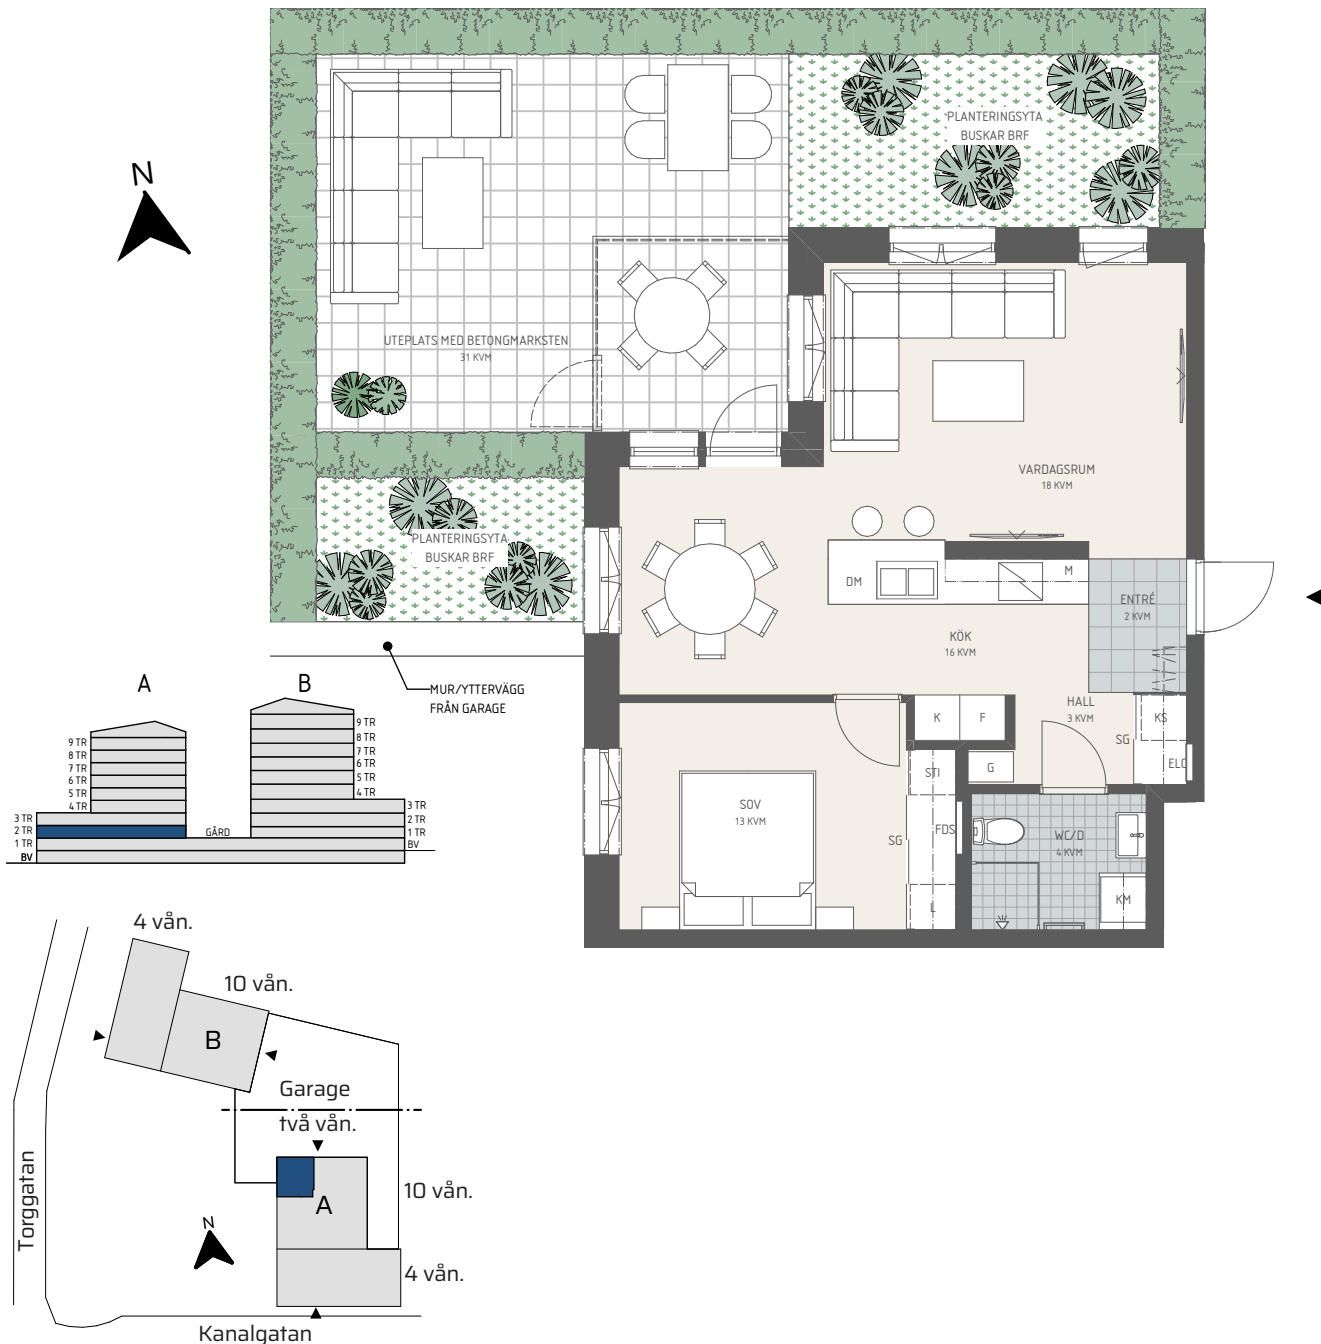 N
PLANTERINGSYTA
BUSKAR BRF
UTEPLATS MED BETONGMARKSTEN
31 KVM
VARDAGSRUM
18 KVM
PLANTERINGSYTA
BUSKAR BRF
DM
M
ENTRÉ
2 KVM
KÖK
16 KVM
MUR/YTTERVÄGG
FRÅN GARAGE
HALL
3 KVM
K
F
SG
KS
ELC
G
STI
SOV
13 KVM
FDS
SG
L
WC/D
4 KVM
KM
A
B
9 TR
8 TR
7 TR
6 TR
5 TR
4 TR
3 TR
2 TR
1 TR
BV
GÅRD
9 TR
8 TR
7 TR
6 TR
5 TR
4 TR
3 TR
2 TR
1 TR
BV
4 vån.
10 vån.
B
Garage
två vån.
A
10 vån.
4 vån.
N
Torggatan
Kanalgatan